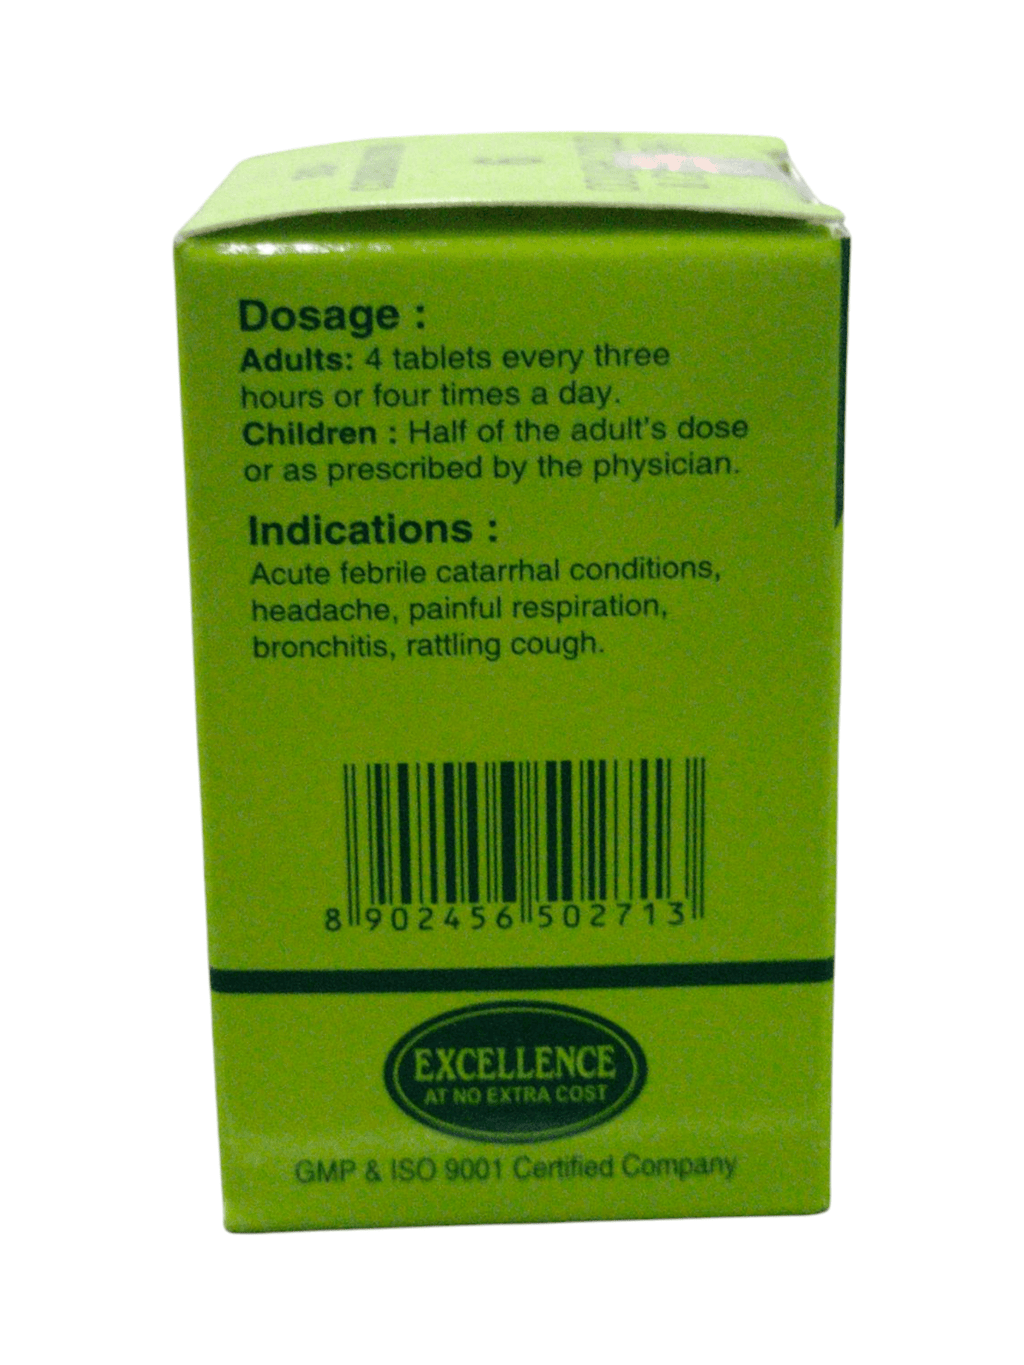 6
Dosage :
Adults: 4 tablets every three
hours or four times a day.
Children : Half of the adult's dose
or as prescribed by the physician.
Indications :
Acute febrile catarrhal conditions,
headache, painful respiration,
bronchitis, rattling cough.
8 902456 502713
EXCELLENCE
AT NO EXTRA COST
GMP & ISO 9001 Certified Company